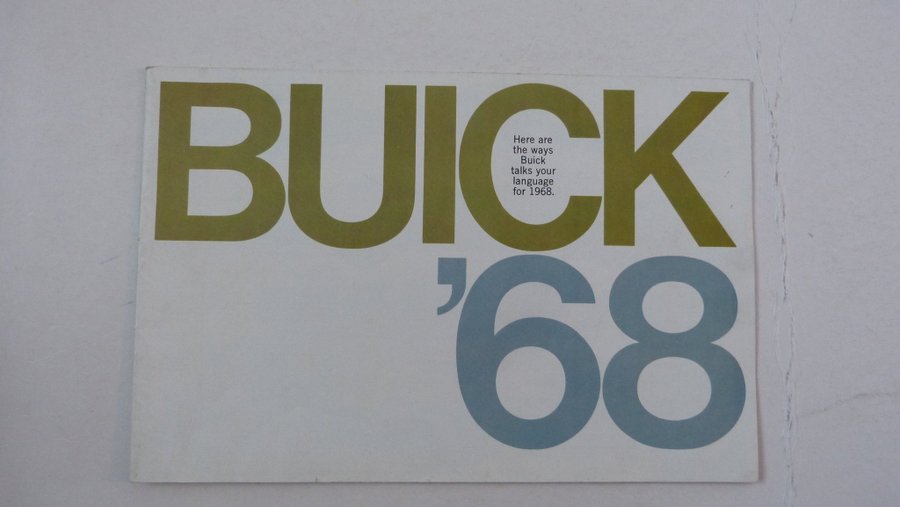 BUICK
Here are
the ways
Buick
talks your
language
for 1968.
’68